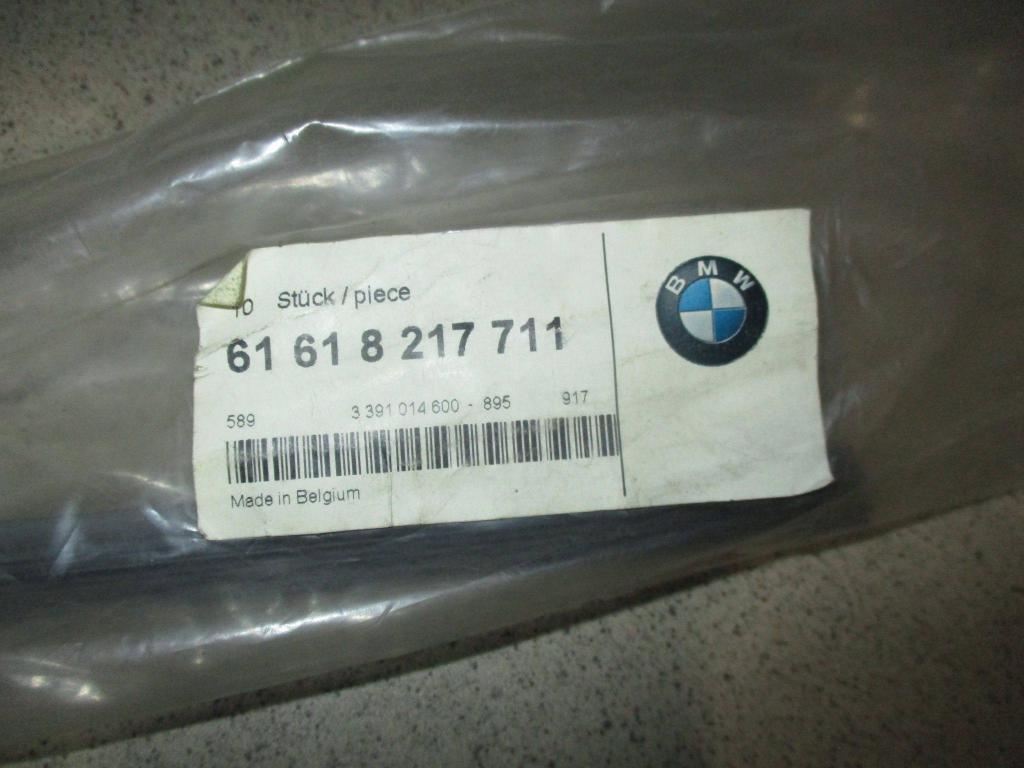 10 Stück / piece
61 61 8 217 711
589 3 391 014 600 - 895 917
Made in Belgium
BMW